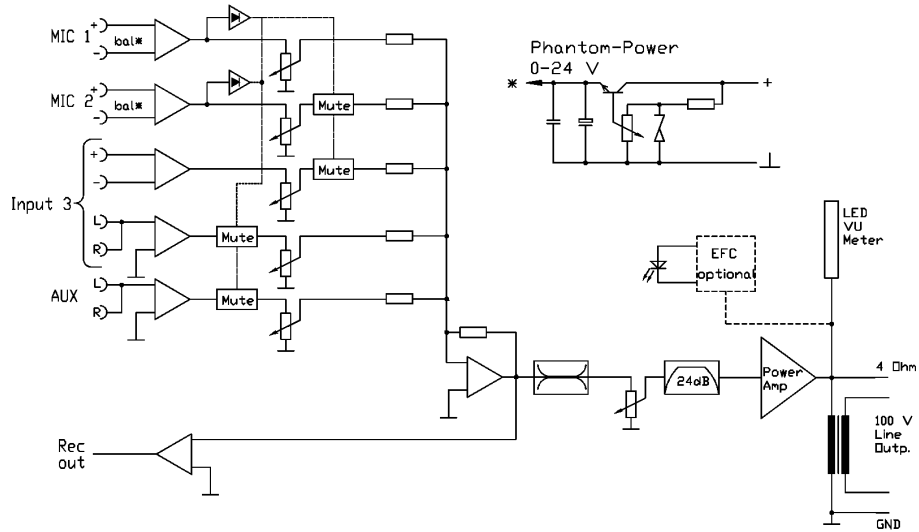 MIC 1
+
bal*
-
MIC 2
+
bal*
-
Mute
Input 3
+
-
Mute
L
R
Mute
AUX
L
R
Mute
Phantom-Power
0-24 V
*
+
LED
VU
Meter
EFC
optional
24dB
Power
Amp
4 Ohm
100 V
Line
Outp.
GND
Rec
out